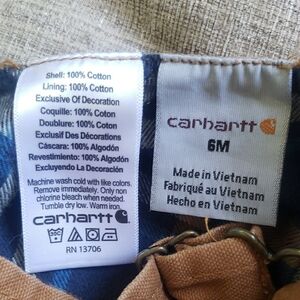 Shell: 100% Cotton
Lining: 100% Cotton
Exclusive Of Decoration
Coquille: 100% Coton
Doublure: 100% Coton
Exclusif Des Décorations
Cáscara: 100% Algodón
Revestimiento: 100% Algodón
Excluyendo La Decoración
Machine wash cold with like colors.
Remove immediately. Only non
chlorine bleach when needed.
Tumble dry low. Warm iron.
carhartt
RN 13706
carhartt
6M
Made in Vietnam
Fabriqué au Vietnam
Hecho en Vietnam